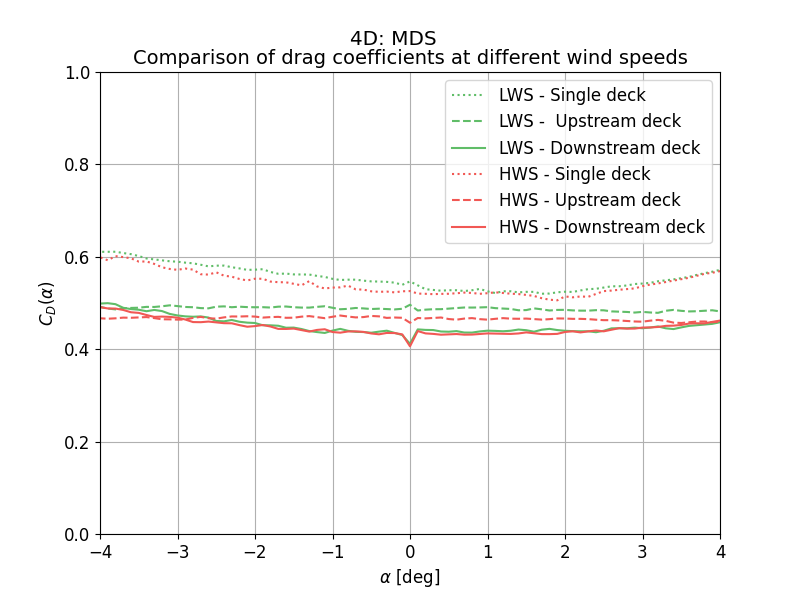 4D: MDS
Comparison of drag coefficients at different wind speeds
1.0
0.8
0.6
0.4
0.2
0.0
C_D(α)
LWS - Single deck
LWS -  Upstream deck
LWS - Downstream deck
HWS - Single deck
HWS - Upstream deck
HWS - Downstream deck
−4 −3 −2 −1 0 1 2 3 4
α [deg]